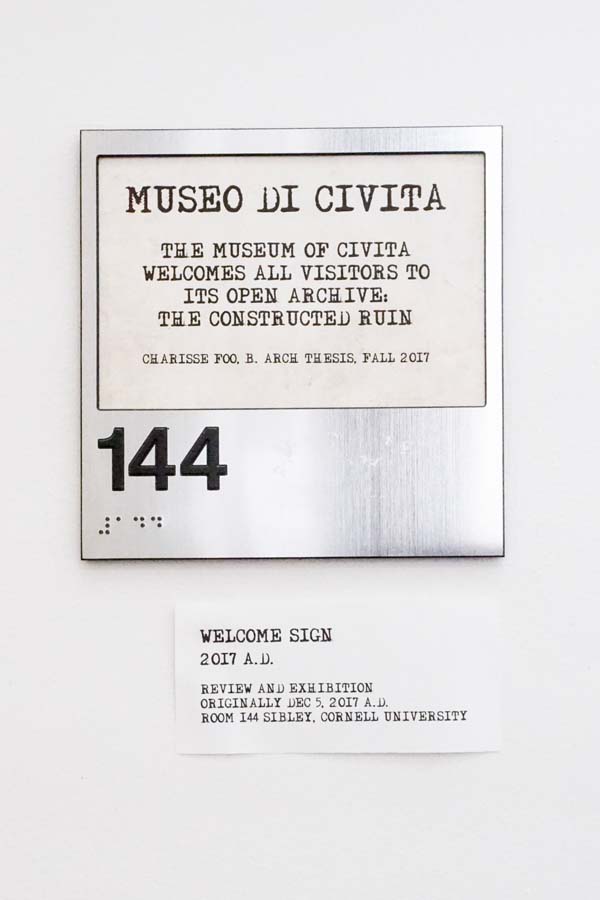 MUSEO DI CIVITA
THE MUSEUM OF CIVITA
WELCOMES ALL VISITORS TO
ITS OPEN ARCHIVE:
THE CONSTRUCTED RUIN
CHARISSE FOO, B. ARCH THESIS, FALL 2017
144
⠼⠁⠙⠙
WELCOME SIGN
2017 A.D.
REVIEW AND EXHIBITION
ORIGINALLY DEC 5, 2017 A.D.
ROOM 144 SIBLEY, CORNELL UNIVERSITY